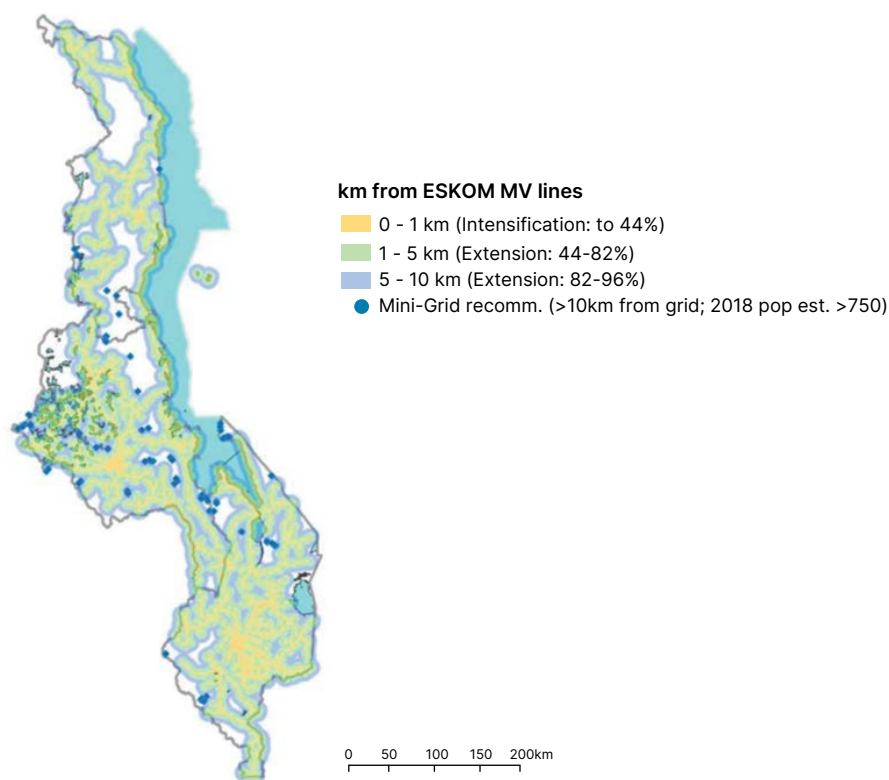 km from ESKOM MV lines
0 - 1 km (Intensification: to 44%)
1 - 5 km (Extension: 44-82%)
5 - 10 km (Extension: 82-96%)
Mini-Grid recomm. (>10km from grid; 2018 pop est. >750)
0 50 100 150 200km